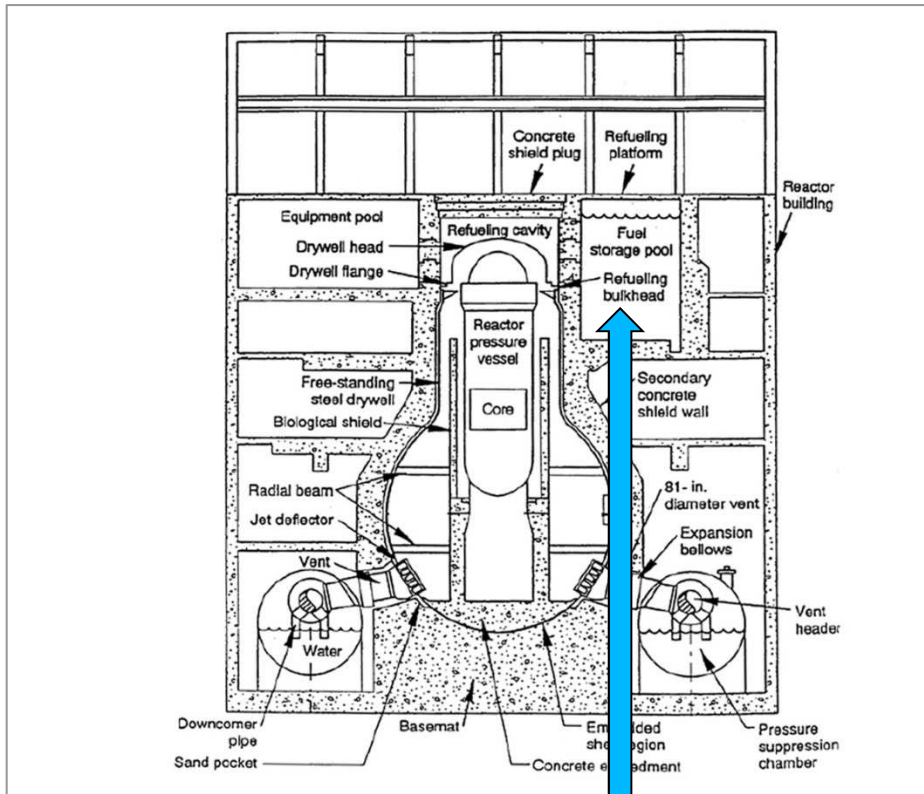 Concrete
shield plug
Refueling
platform
Reactor
building
Equipment pool
Refueling cavity
Fuel
storage pool
Drywell head
Drywell flange
Refueling
bulkhead
Reactor
pressure
vessel
Free-standing
steel drywell
Secondary
concrete
shield wall
Biological shield
Core
81- in.
diameter vent
Radial beam
Jet deflector
Expansion
bellows
Vent
Vent
header
Water
Downcomer
pipe
Basemat
Sand pocket
region
Concrete
Pressure
suppression
chamber